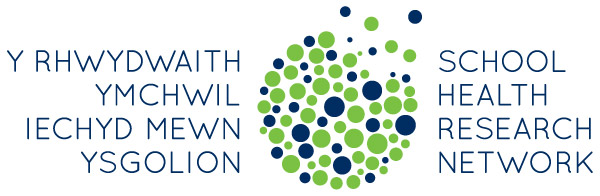 Y RHWYDWAITH
YMCHWIL
IECHYD MEWN
YSGOLION
SCHOOL
HEALTH
RESEARCH
NETWORK